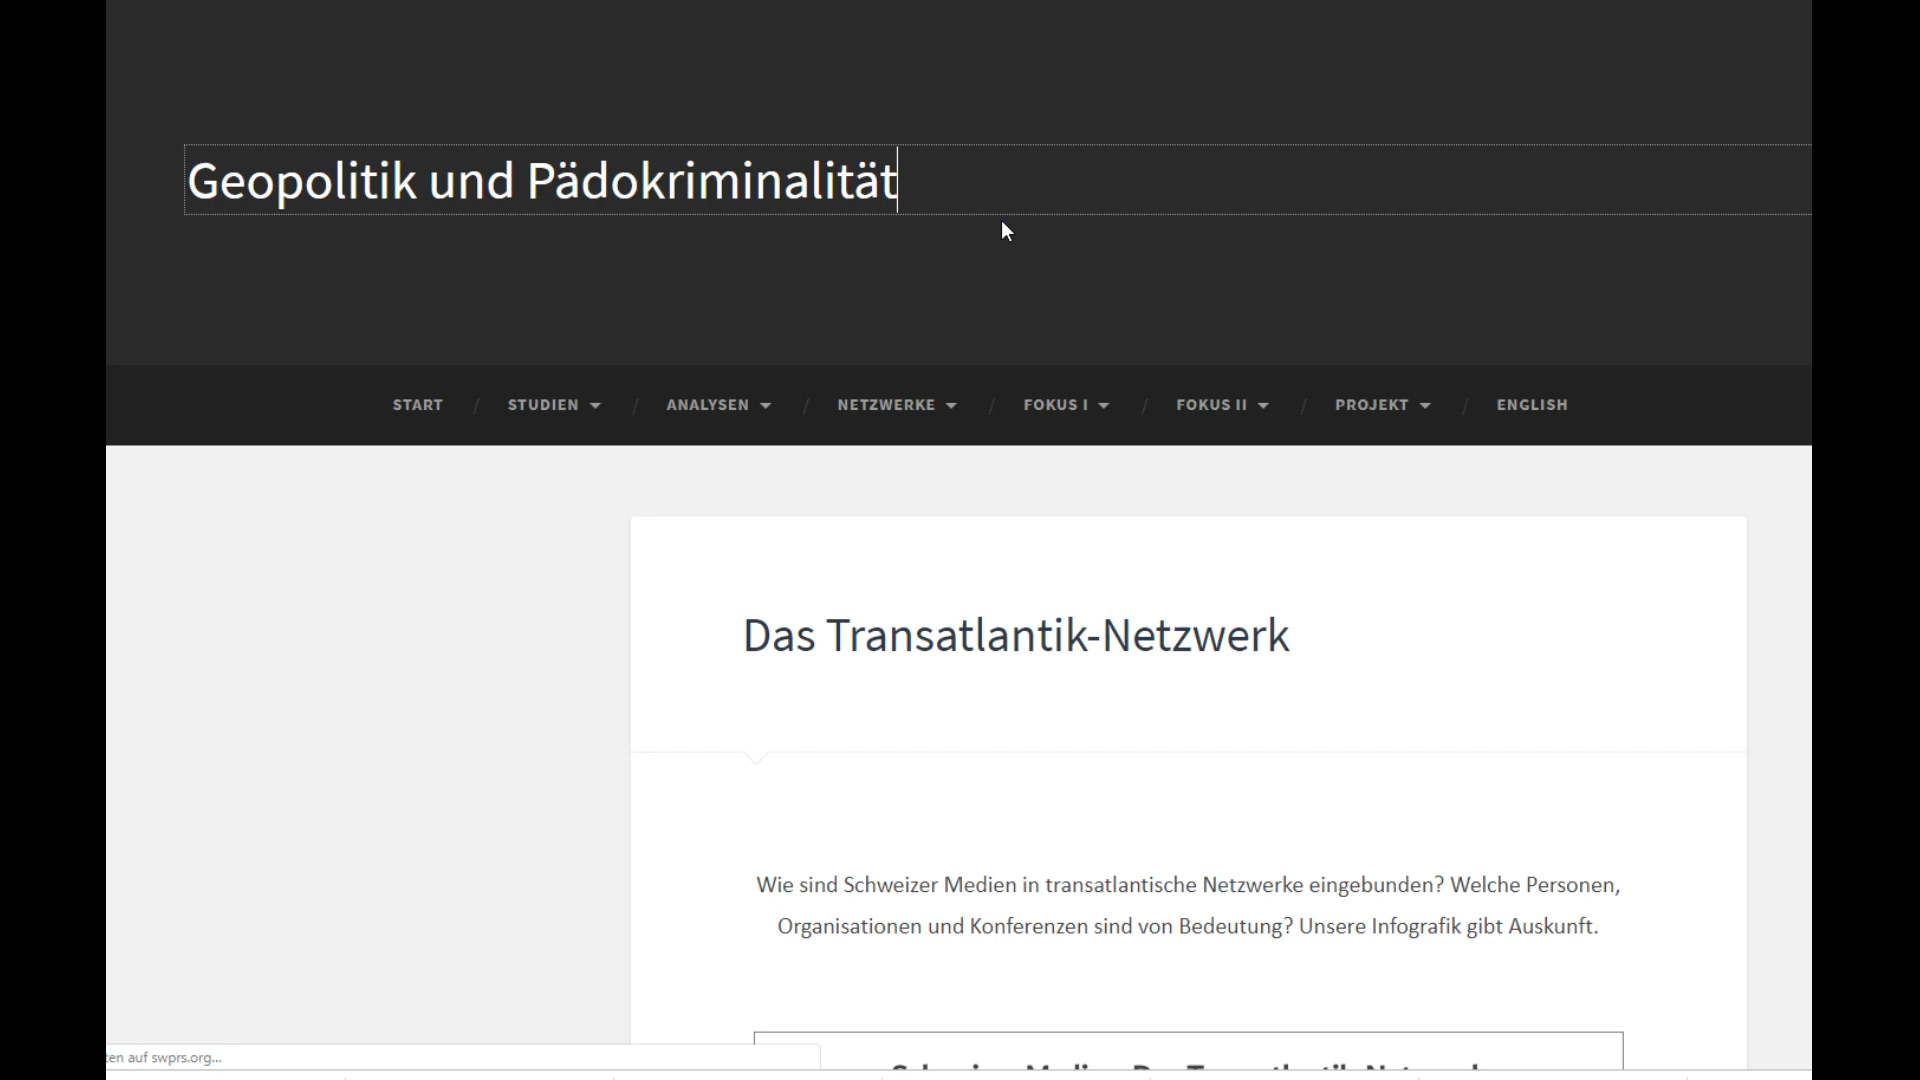 Geopolitik und Pädokriminalität
START / STUDIEN / ANALYSEN / NETZWERKE / FOKUS I / FOKUS II / PROJEKT / ENGLISH
Das Transatlantik-Netzwerk
Wie sind Schweizer Medien in transatlantische Netzwerke eingebunden? Welche Personen,
Organisationen und Konferenzen sind von Bedeutung? Unsere Infografik gibt Auskunft.
auf swprs.org...